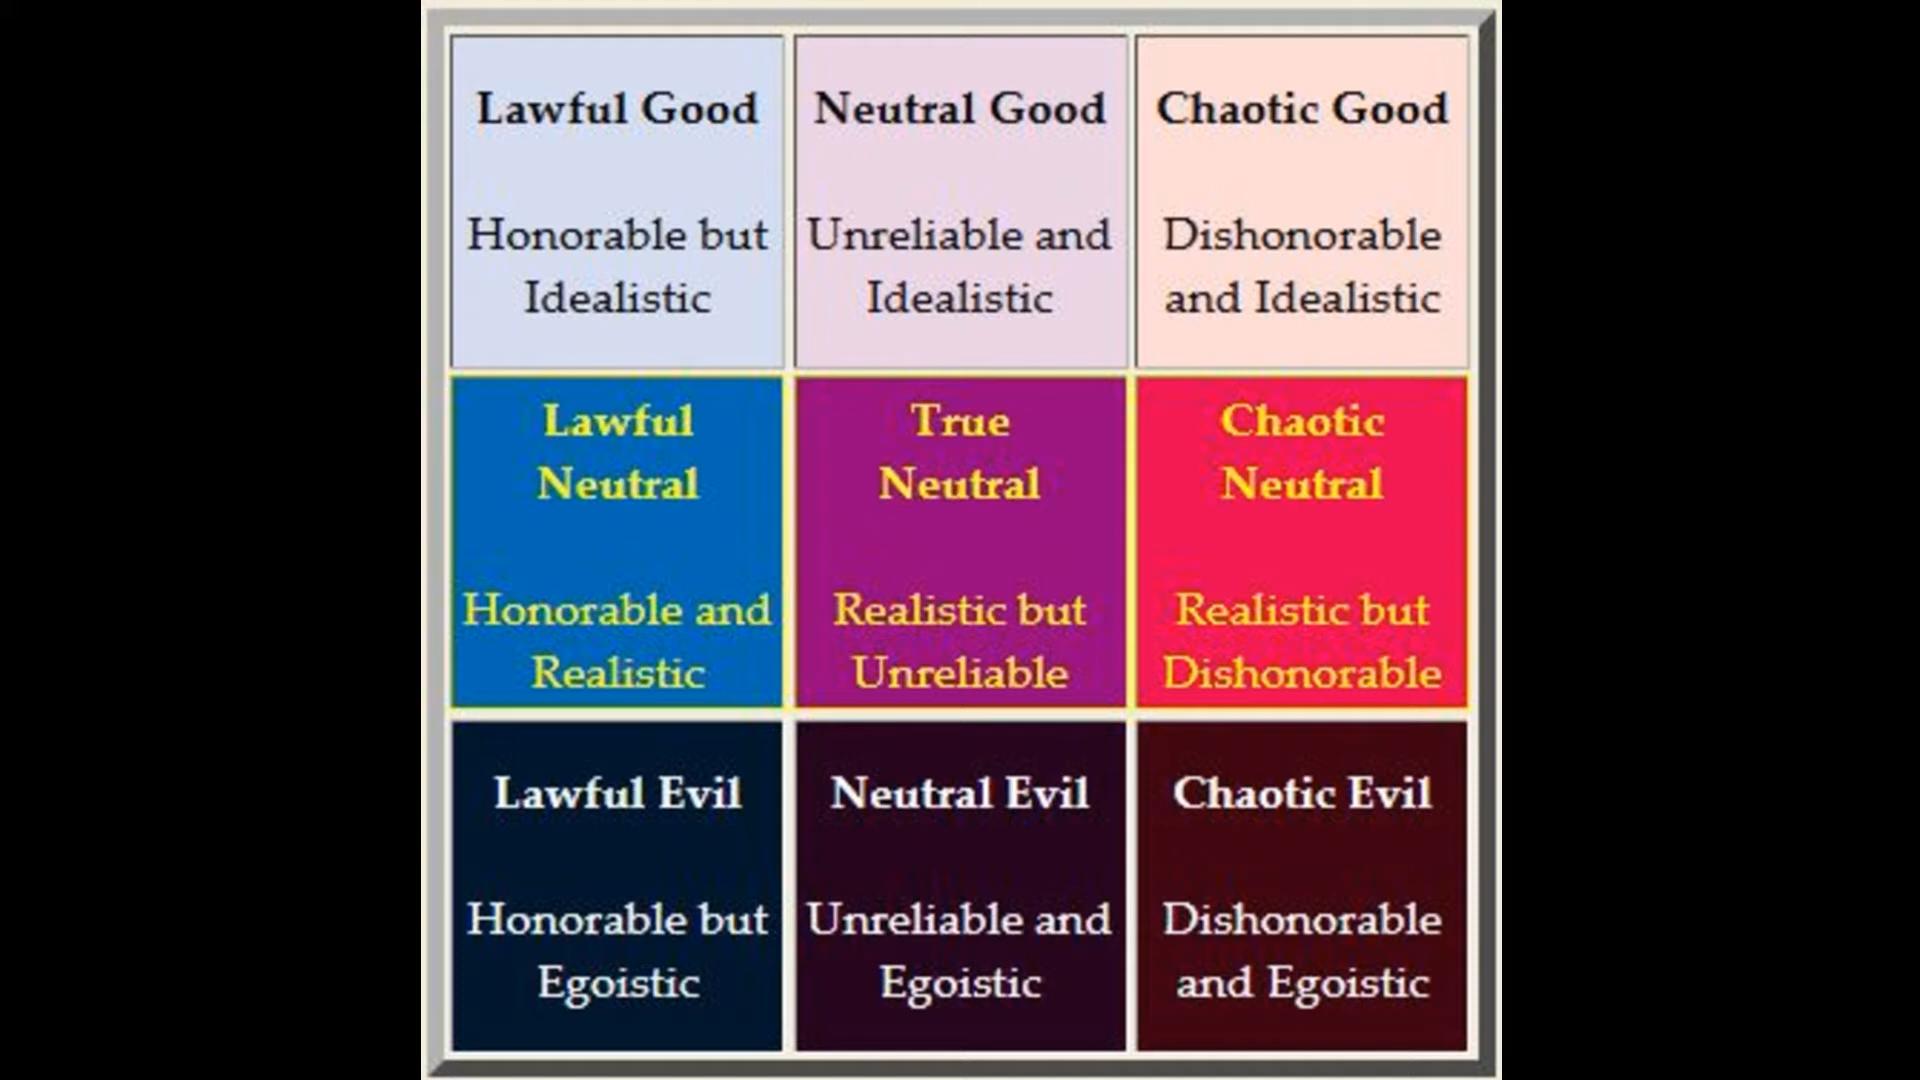 Lawful Good
Honorable but
Idealistic
Neutral Good
Unreliable and
Idealistic
Chaotic Good
Dishonorable
and Idealistic
Lawful
Neutral
Honorable and
Realistic
True
Neutral
Realistic but
Unreliable
Chaotic
Neutral
Realistic but
Dishonorable
Lawful Evil
Honorable but
Egoistic
Neutral Evil
Unreliable and
Egoistic
Chaotic Evil
Dishonorable
and Egoistic